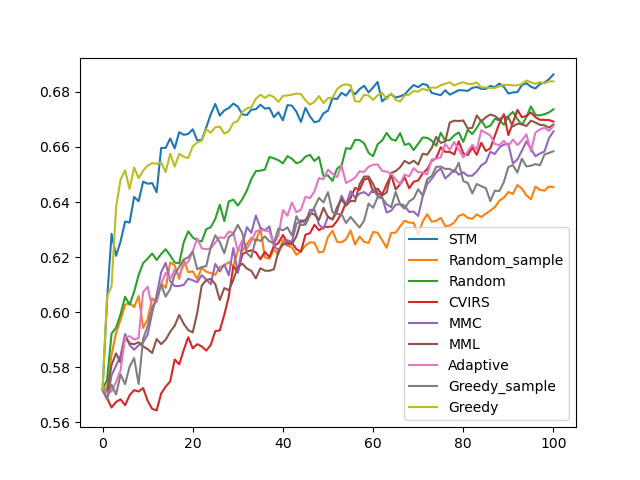 0.68
0.66
0.64
0.62
0.60
0.58
0.56
0 20 40 60 80 100
STM
Random_sample
Random
CVIRS
MMC
MML
Adaptive
Greedy_sample
Greedy